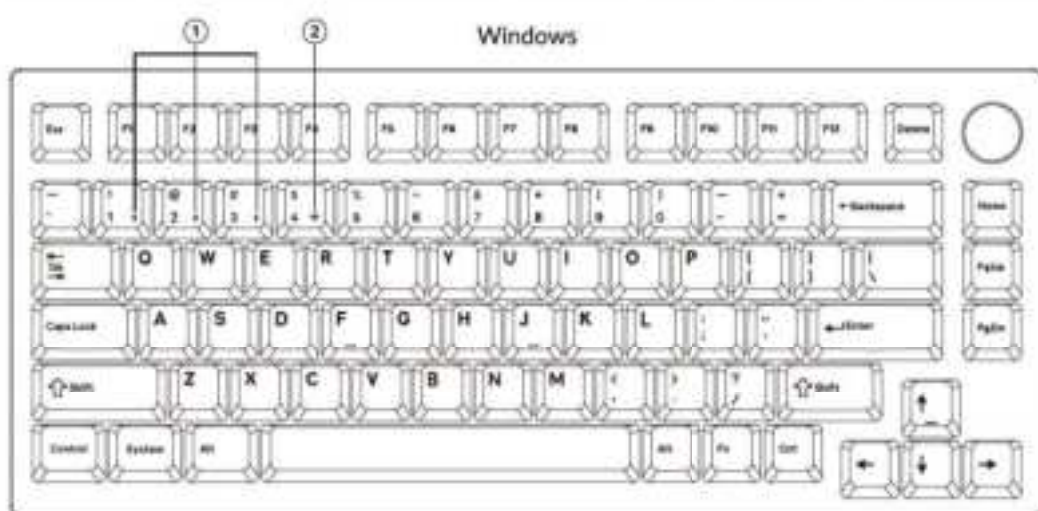 ① ② Windows
Esc F1 F2 F3 F4 F5 F6 F7 F8 F9 F10 F11 F12 Delete
! @ # $ % & ( ) — +
1 2 3 4 5 6 7 8 9 0 - = ←Backspace Home
Q W E R T Y U I O P [ ] | \ PgUp
Caps Lock A S D F G H J K L : ; " ' Enter PgDn
Shift Z X C V B N M < , > . ? / Shift
Control System Alt Alt Fn Ctrl